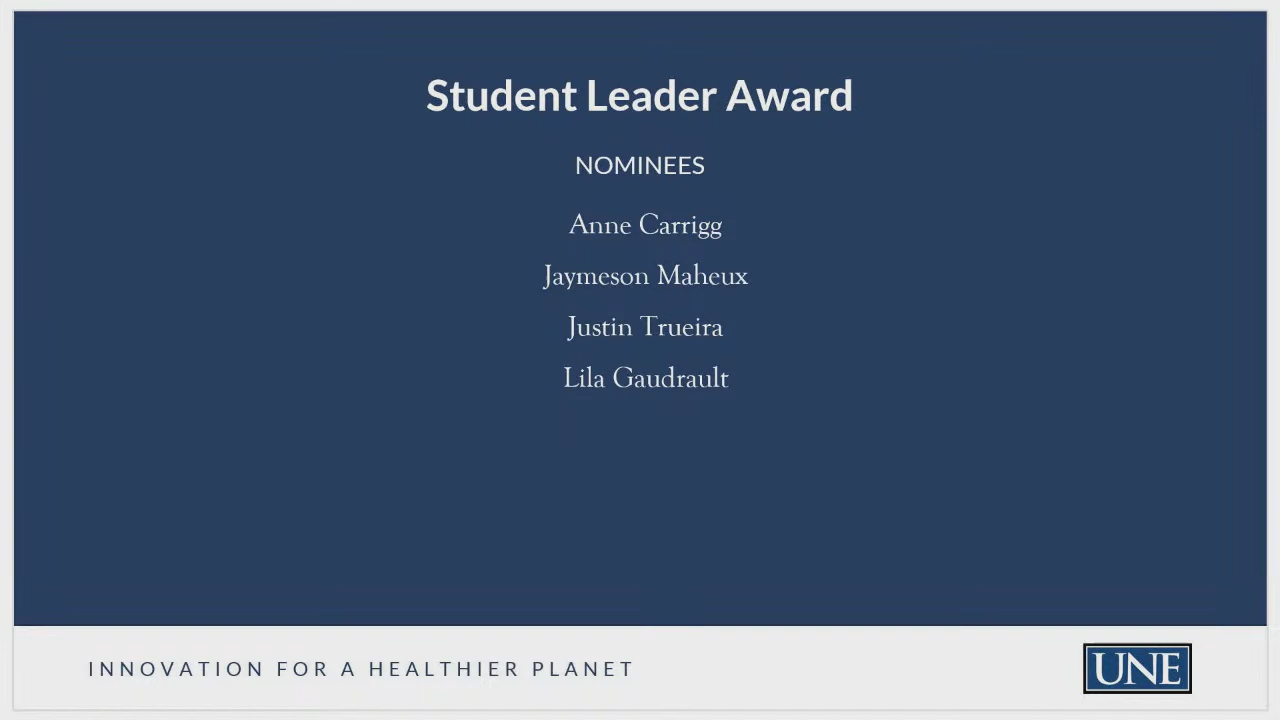 Student Leader Award
NOMINEES
Anne Carrigg
Jaymeson Maheux
Justin Trueira
Lila Gaudrault
INNOVATION FOR A HEALTHIER PLANET
UNE